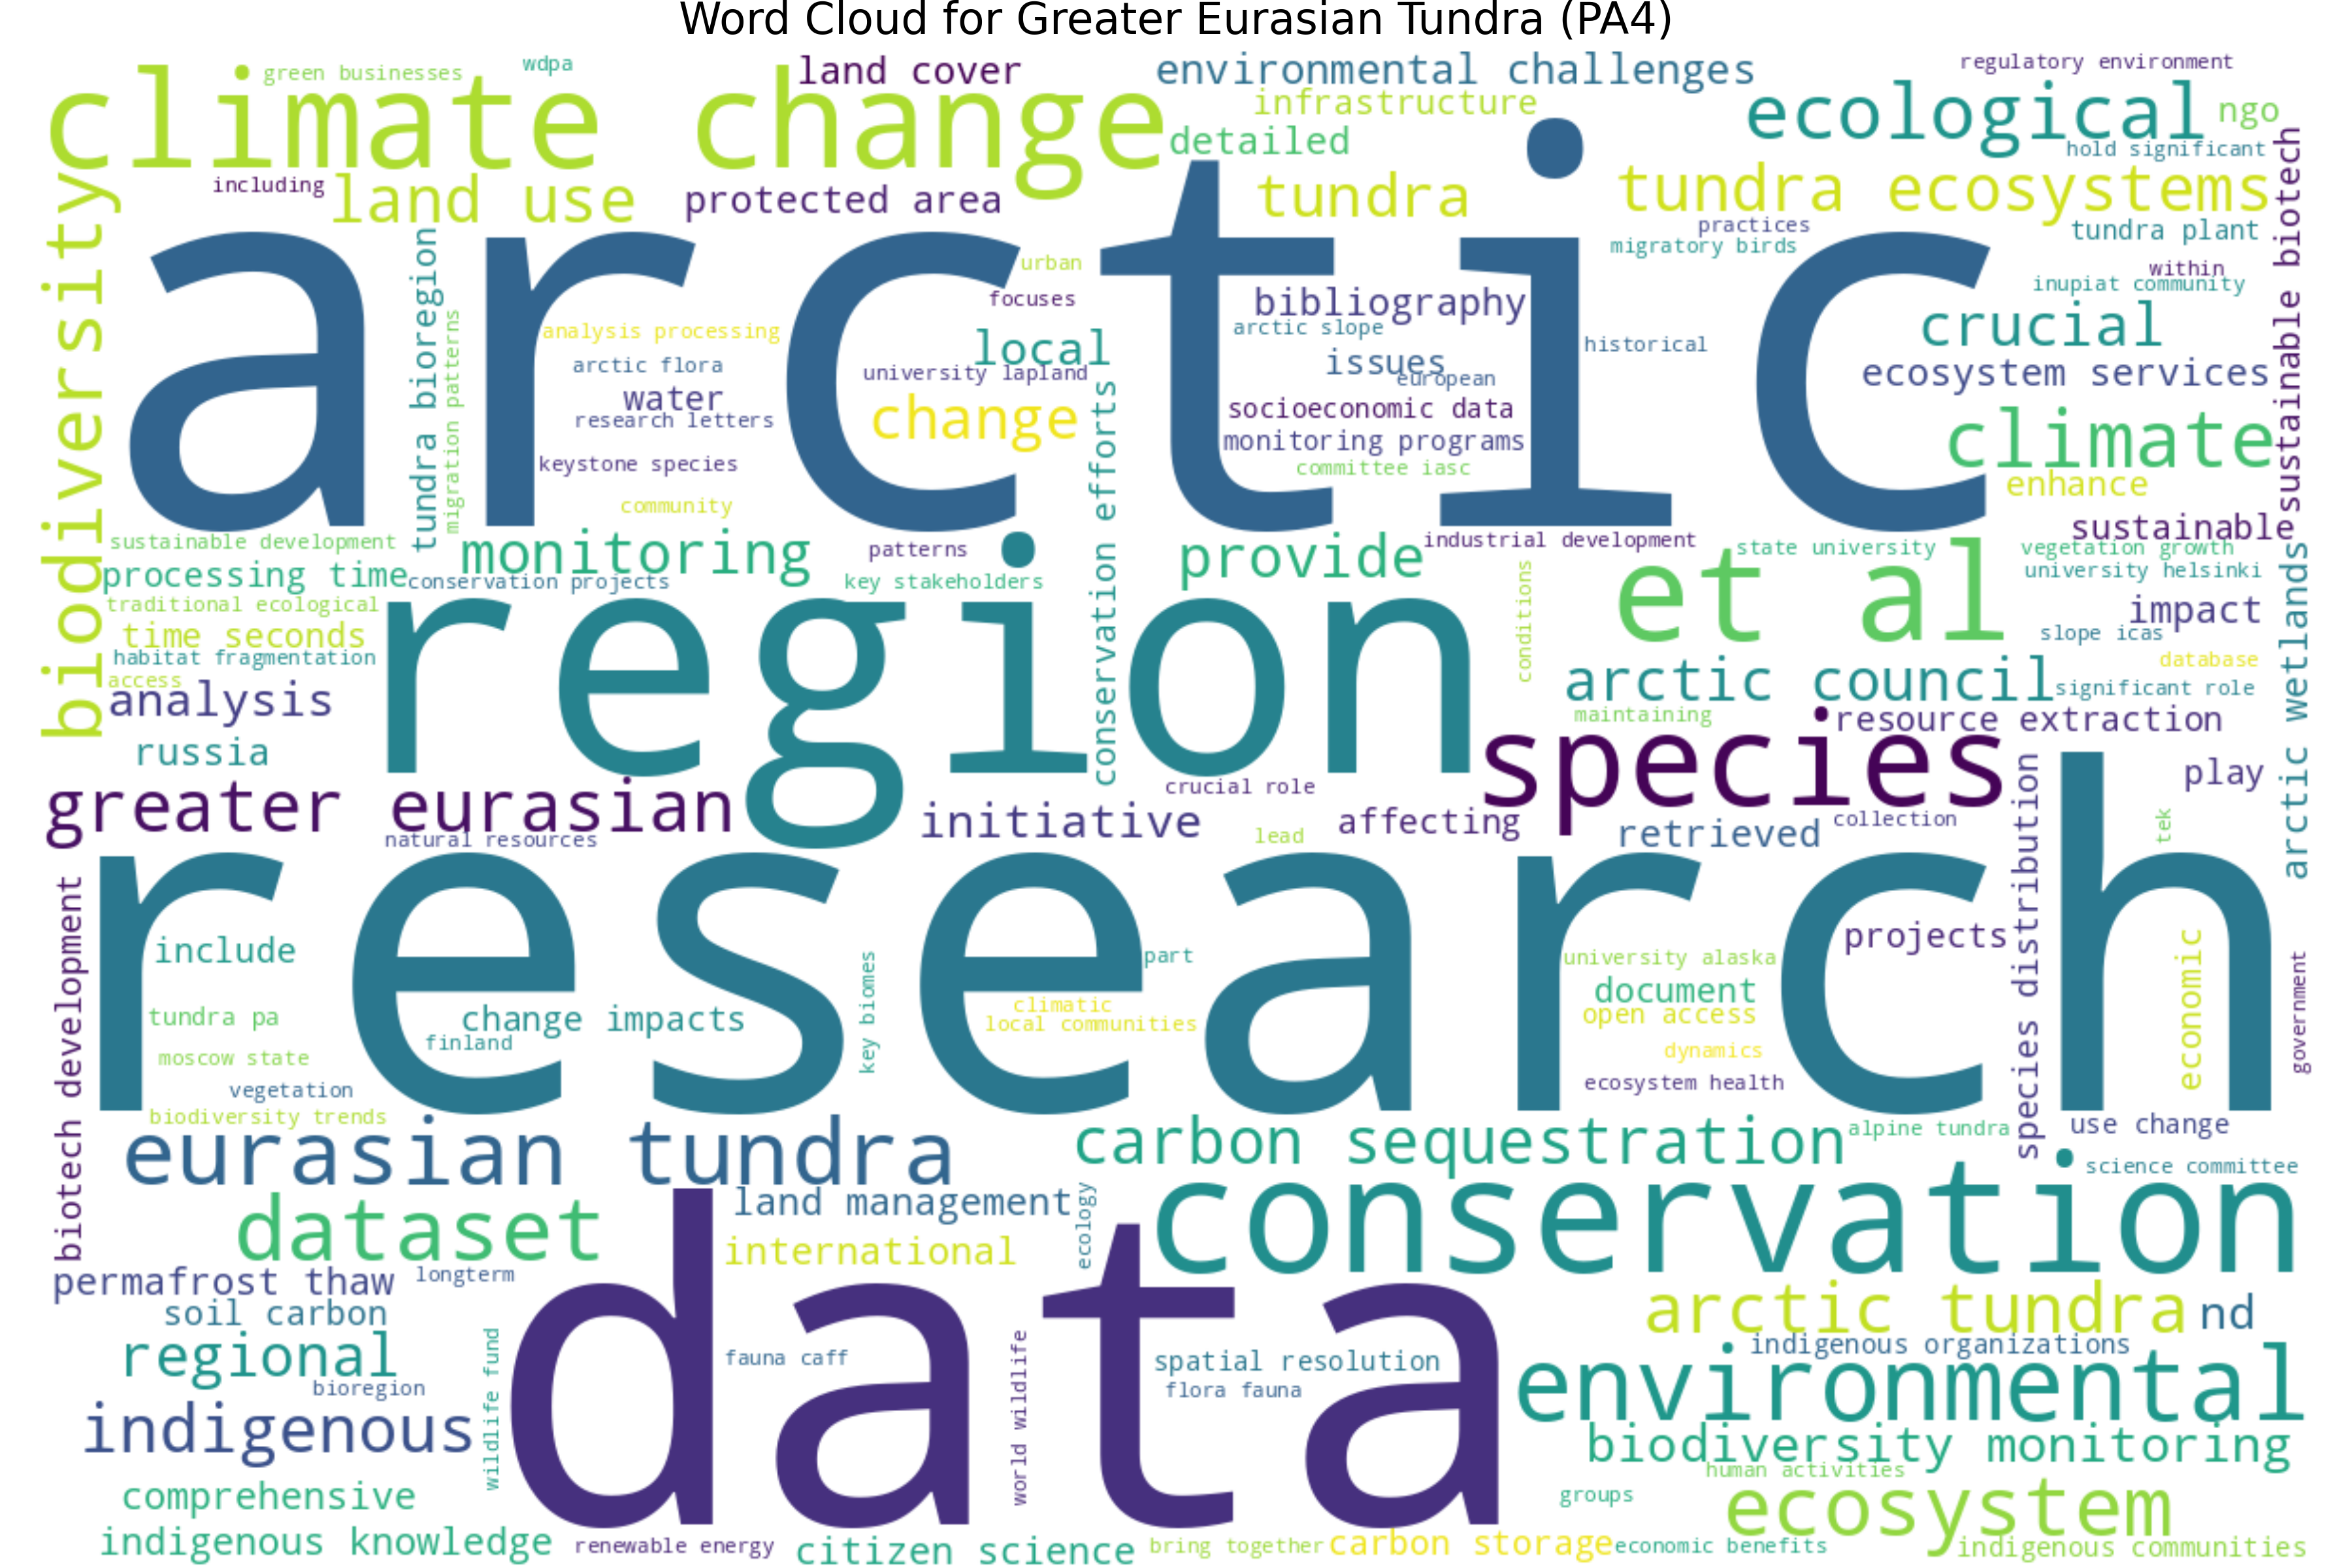 Word Cloud for Greater Eurasian Tundra (PA4)
climate change
green businesses
wdpa
land cover
environmental challenges
regulatory environment
infrastructure
ecological
ngo
detailed
hold significant
including
land use
protected area
tundra
tundra ecosystems
biodiversity
arctic
practices
tundra plant
migratory birds
sustainable biotech
tundra bioregion
migration patterns
urban
focuses
within
inupiat community
bibliography
arctic slope
historical
crucial
analysis processing
local
issues
european
arctic flora
university lapland
ecosystem services
water
research letters
change
socioeconomic data
monitoring programs
climate
keystone species
committee iasc
enhance
community
conservation efforts
sustainable
sustainable development
monitoring
patterns
provide
industrial development
state university
vegetation growth
processing time
conservation projects
key stakeholders
et al
university helsinki
traditional ecological
region
conditions
impact
time seconds
slope icas
arctic wetlands
habitat fragmentation
database
access
analysis
arctic council
significant role
maintaining
resource extraction
russia
species
play
crucial role
greater eurasian
initiative
affecting
collection
natural resources
lead
retrieved
tek
research
species distribution
biotech development
include
key biomes
part
university alaska
projects
economic
government
document
tundra pa
change impacts
climatic
open access
finland
local communities
moscow state
dynamics
vegetation
ecosystem health
biodiversity trends
eurasian tundra
carbon sequestration
alpine tundra
use change
science committee
dataset
land management
ecology
conservation
international
permafrost thaw
longterm
data
soil carbon
arctic tundra
nd
regional
wildlife fund
fauna caff
world wildlife
spatial resolution
indigenous organizations
bioregion
flora fauna
environmental
indigenous
biodiversity monitoring
human activities
comprehensive
groups
ecosystem
indigenous knowledge
renewable energy
citizen science
bring together
carbon storage
economic benefits
indigenous communities